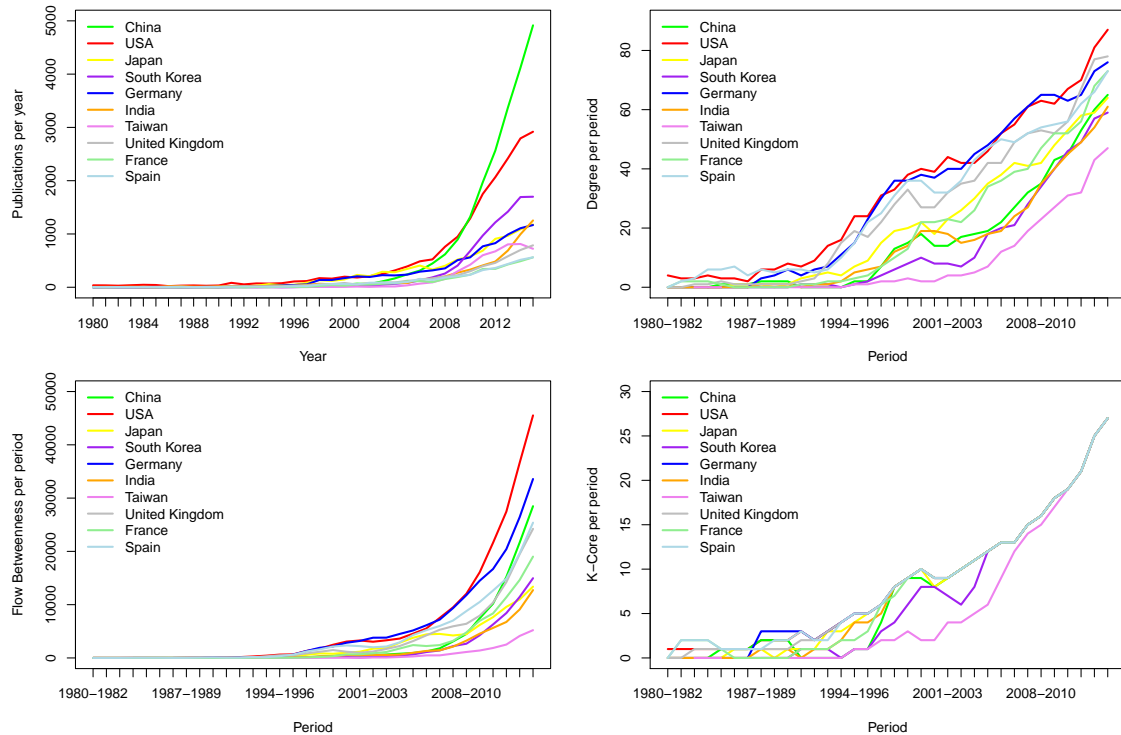 Publications per year
5000
4000
3000
2000
1000
0
China
USA
Japan
South Korea
Germany
India
Taiwan
United Kingdom
France
Spain
1980 1984 1988 1992 1996 2000 2004 2008 2012
Year
Degree per period
80
60
40
20
0
China
USA
Japan
South Korea
Germany
India
Taiwan
United Kingdom
France
Spain
1980−1982 1987−1989 1994−1996 2001−2003 2008−2010
Period
Flow Betweenness per period
50000
40000
30000
20000
10000
0
China
USA
Japan
South Korea
Germany
India
Taiwan
United Kingdom
France
Spain
1980−1982 1987−1989 1994−1996 2001−2003 2008−2010
Period
K−Core per period
30
25
20
15
10
5
0
China
USA
Japan
South Korea
Germany
India
Taiwan
United Kingdom
France
Spain
1980−1982 1987−1989 1994−1996 2001−2003 2008−2010
Period